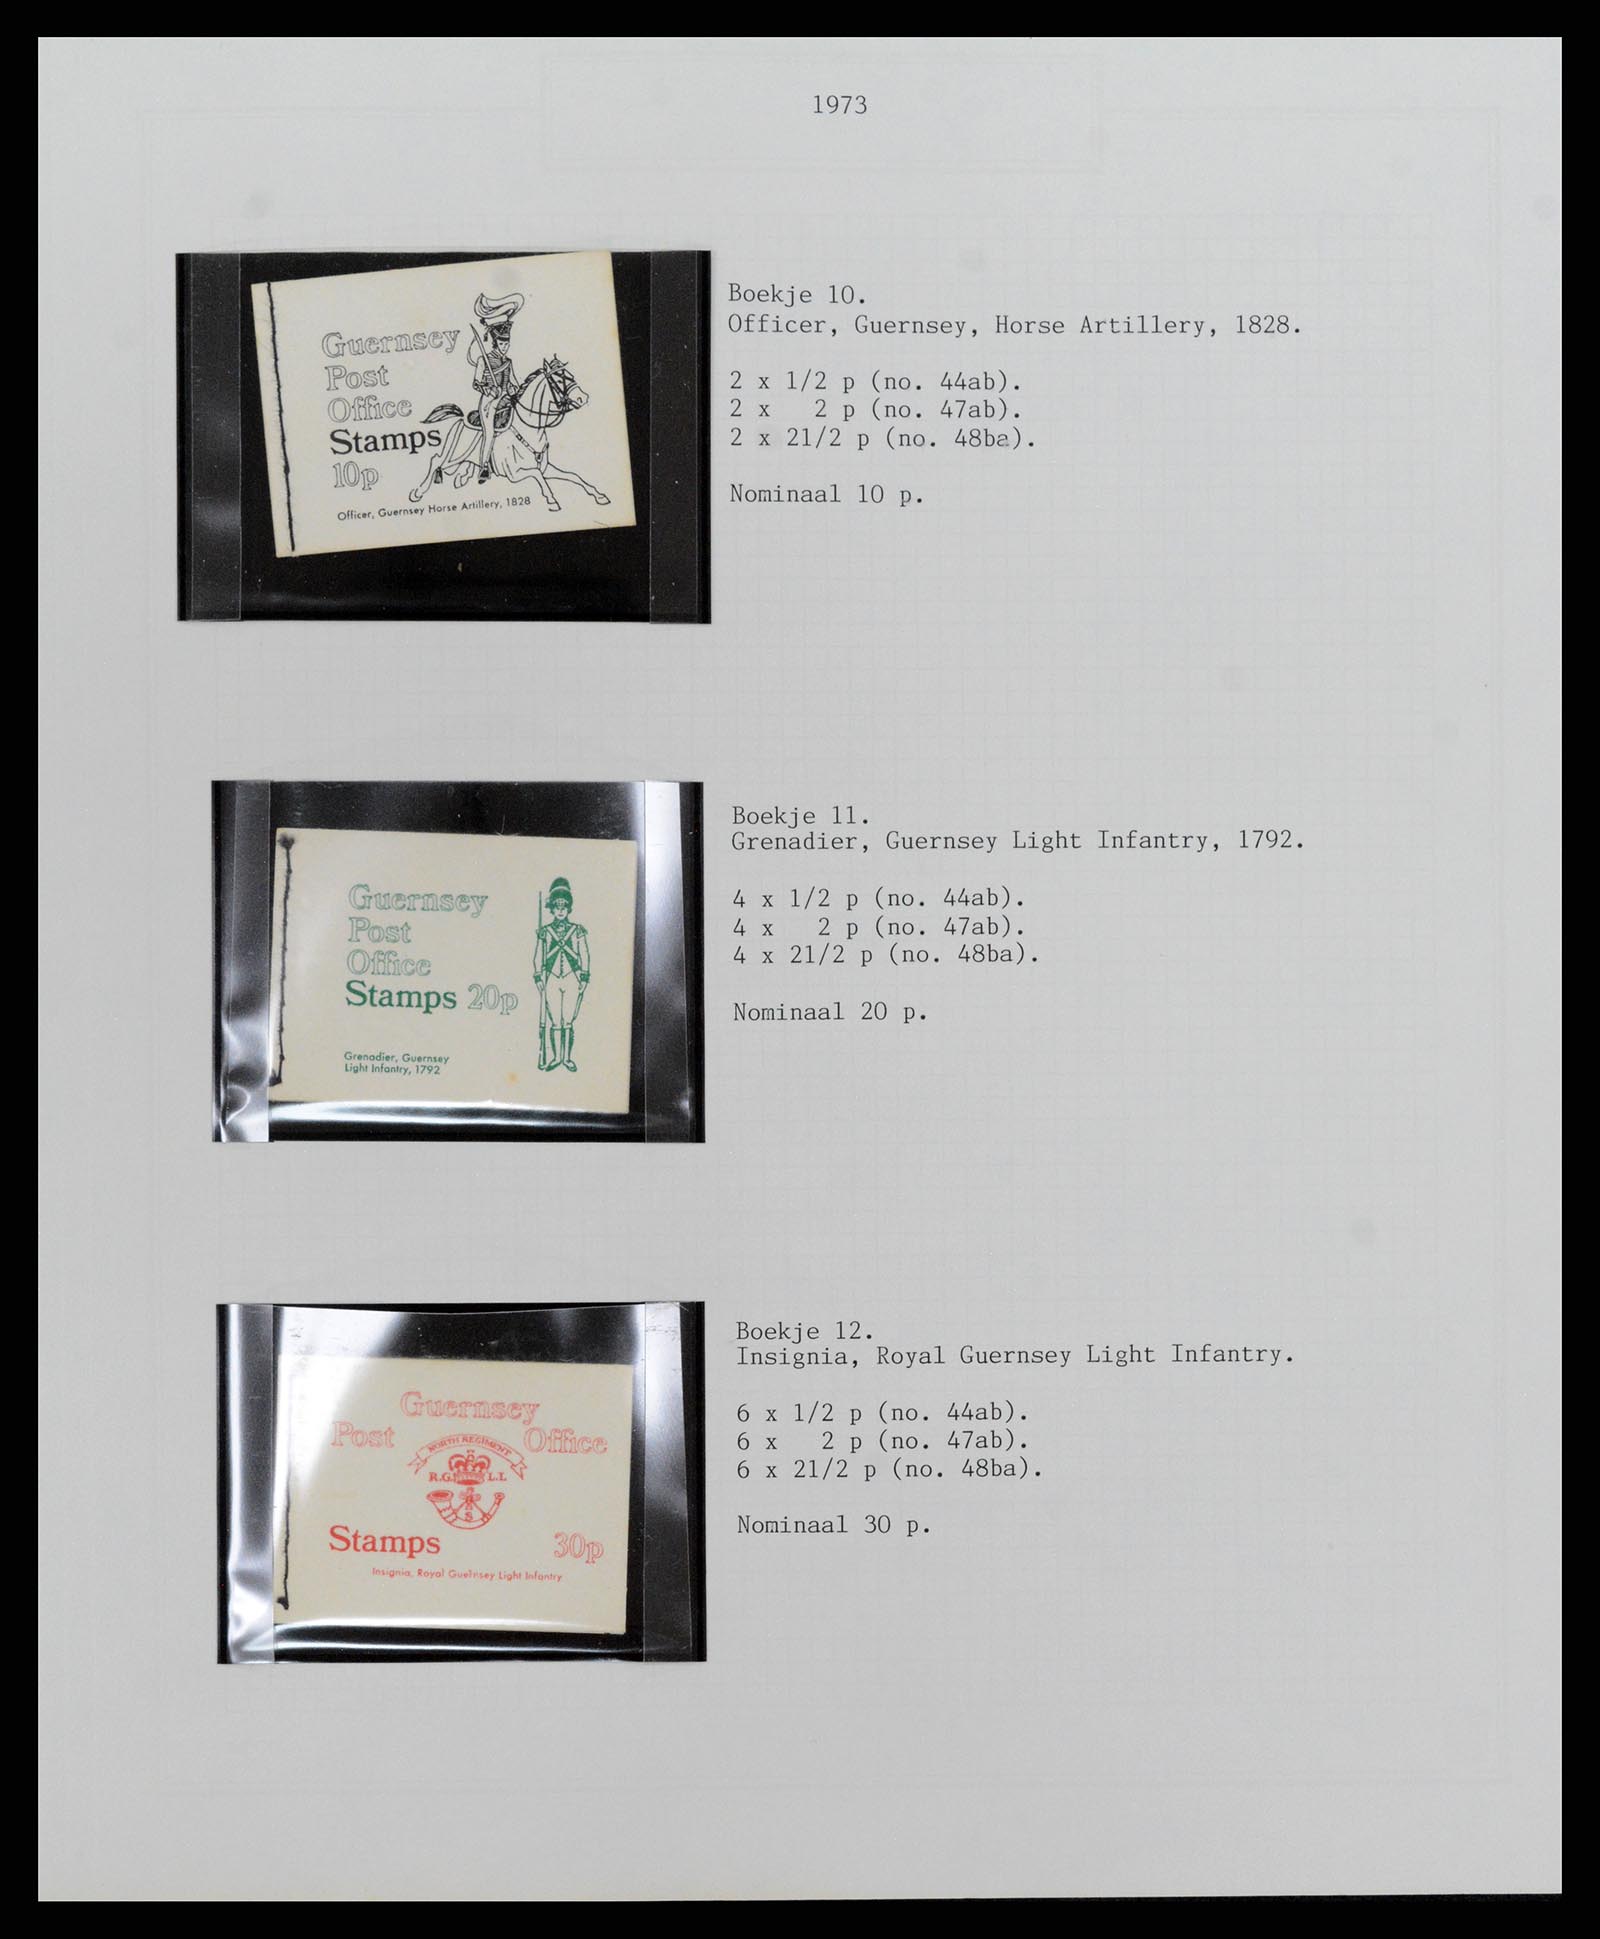 1973
Guernsey
Post
Office
Stamps
10p
Officer, Guernsey Horse Artillery, 1828
Boekje 10.
Officer, Guernsey, Horse Artillery, 1828.
2 x 1/2 p (no. 44ab).
2 x 2 p (no. 47ab).
2 x 21/2 p (no. 48ba).
Nominaal 10 p.
Guernsey
Post
Office
Stamps 20p
Grenadier, Guernsey
Light Infantry, 1792
Boekje 11.
Grenadier, Guernsey Light Infantry, 1792.
4 x 1/2 p (no. 44ab).
4 x 2 p (no. 47ab).
4 x 21/2 p (no. 48ba).
Nominaal 20 p.
Guernsey
Post Office
NORTH REGIMENT
R.G. L.I.
S
Stamps 30p
Insignia, Royal Guernsey Light Infantry
Boekje 12.
Insignia, Royal Guernsey Light Infantry.
6 x 1/2 p (no. 44ab).
6 x 2 p (no. 47ab).
6 x 21/2 p (no. 48ba).
Nominaal 30 p.